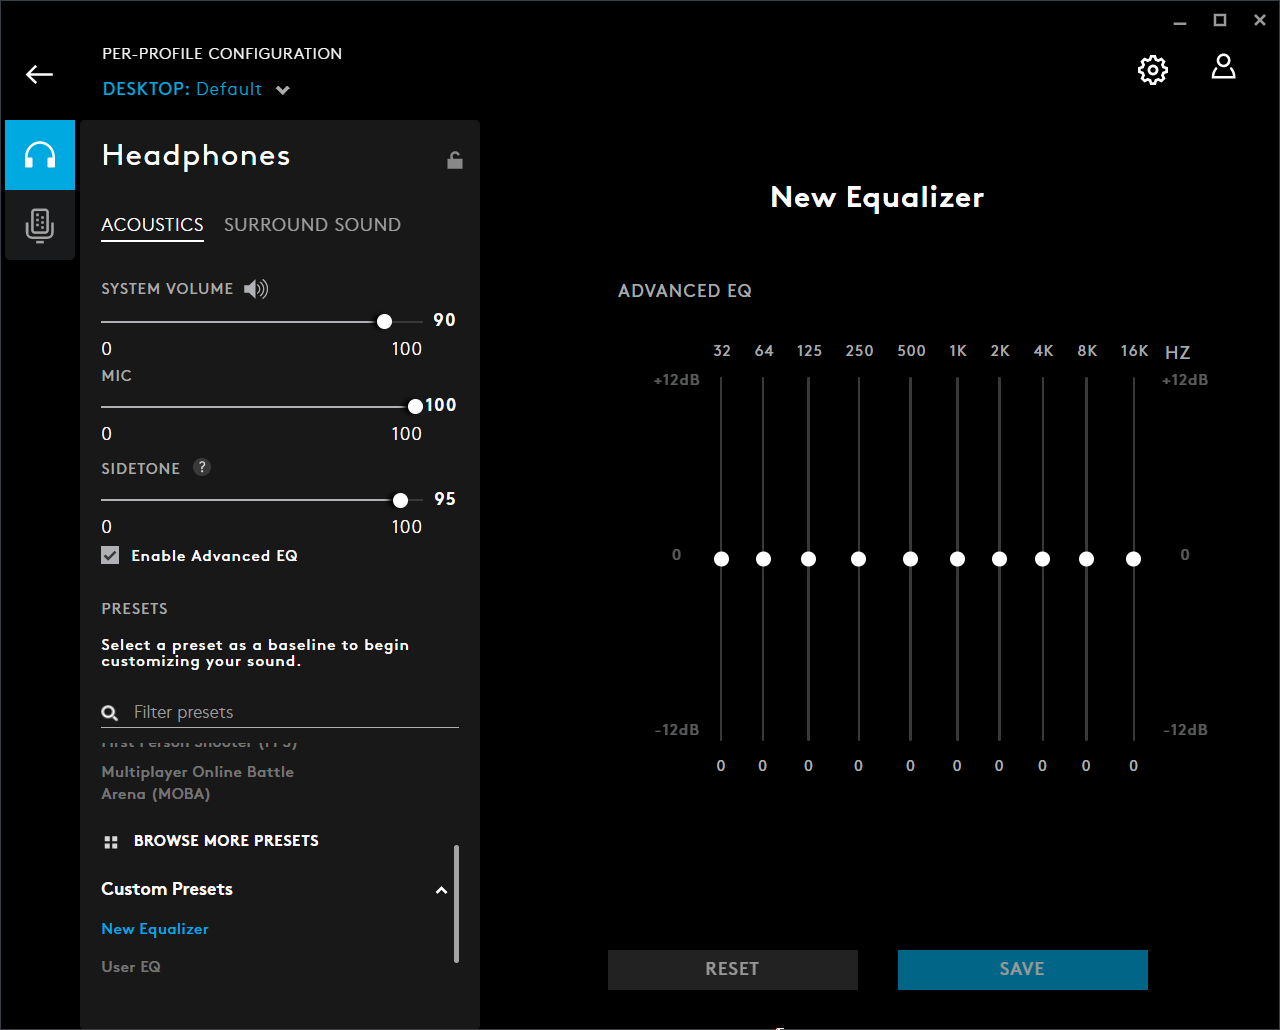 PER-PROFILE CONFIGURATION
DESKTOP: Default
Headphones
ACOUSTICS SURROUND SOUND
SYSTEM VOLUME
90
0 100
MIC
100
0 100
SIDETONE ?
95
0 100
Enable Advanced EQ
PRESETS
Select a preset as a baseline to begin
customizing your sound.
Filter presets
First Person Shooter (FPS)
Multiplayer Online Battle
Arena (MOBA)
BROWSE MORE PRESETS
Custom Presets
New Equalizer
User EQ
New Equalizer
ADVANCED EQ
32 64 125 250 500 1K 2K 4K 8K 16K HZ
+12dB +12dB
0 0
-12dB -12dB
0 0 0 0 0 0 0 0 0 0
RESET SAVE